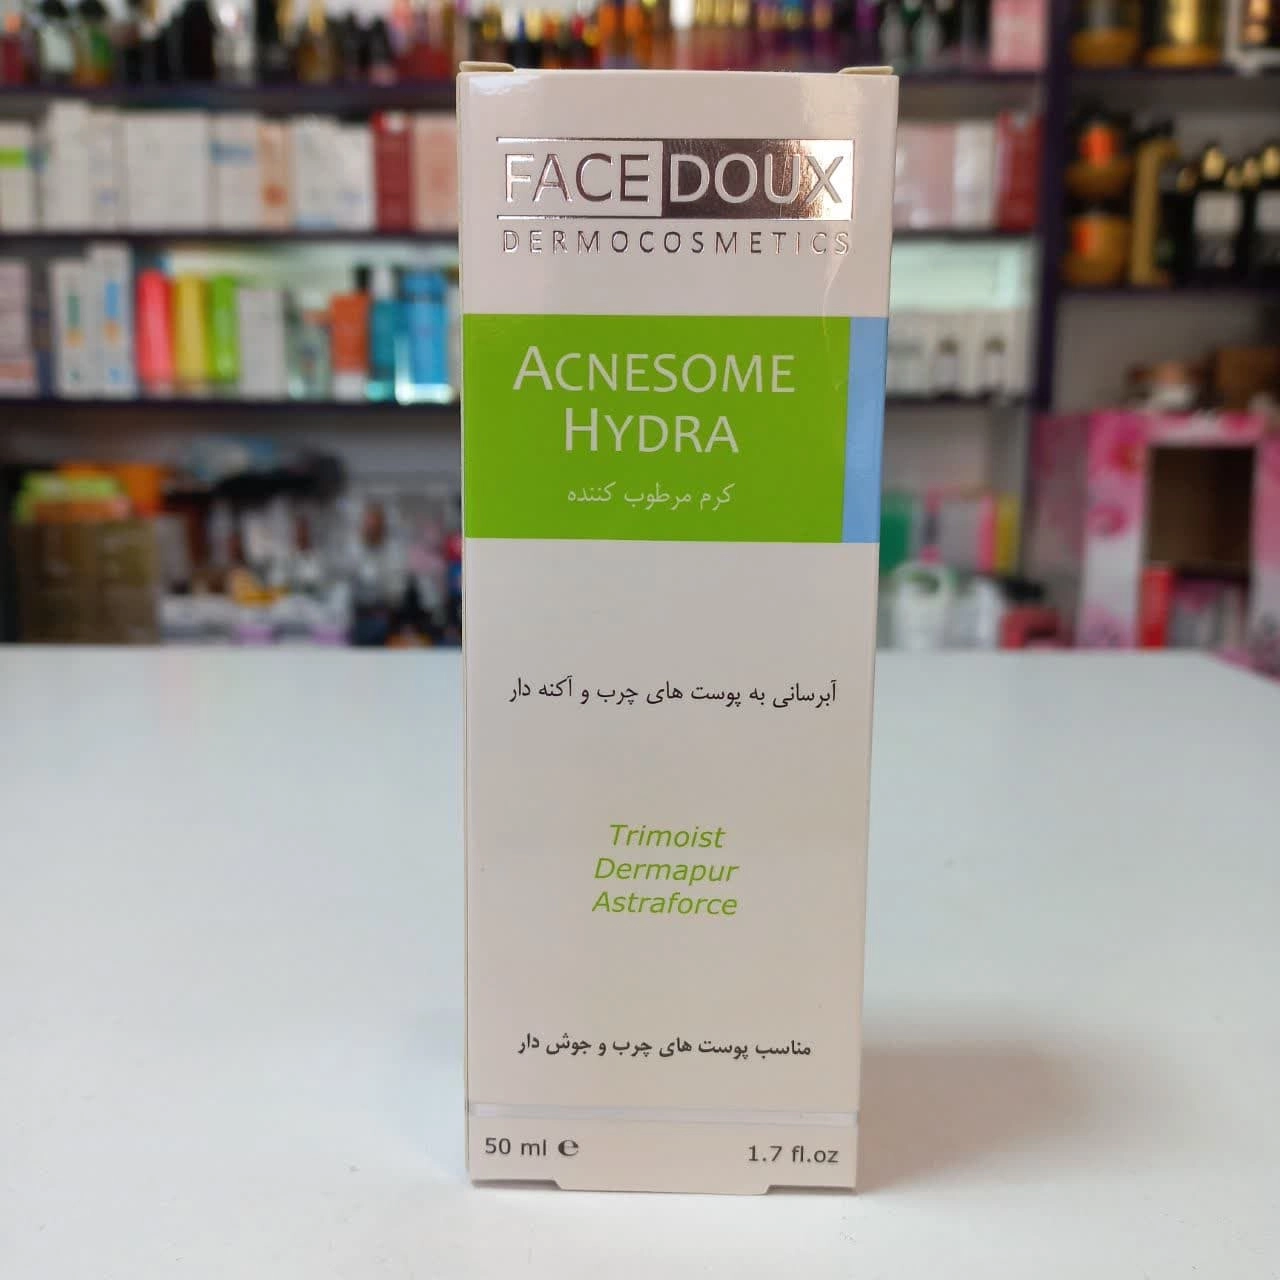 FACE DOUX
DERMOCOSMETICS
ACNESOME
HYDRA
کرم مرطوب کننده
آبرسانی به پوست های چرب و آکنه دار
Trimoist
Dermapur
Astraforce
مناسب پوست های چرب و جوش دار
50 ml ℮ 1.7 fl.oz